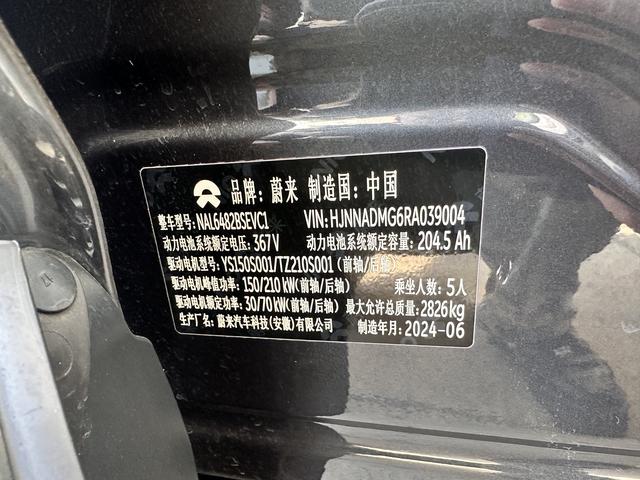 品牌：蔚来 制造国：中国
整车型号：NAL6482BSEVC1 VIN：HJNNADMG6RA039004
动力电池系统额定电压：367V 动力电池系统额定容量：204.5 Ah
驱动电机型号：YS150S001/TZ210S001（前轴/后轴）
驱动电机峰值功率：150/210 kW（前轴/后轴） 乘坐人数：5人
驱动电机额定功率：30/70 kW（前轴/后轴） 最大允许总质量：2826kg
生产厂名：蔚来汽车科技（安徽）有限公司 制造年月：2024-06